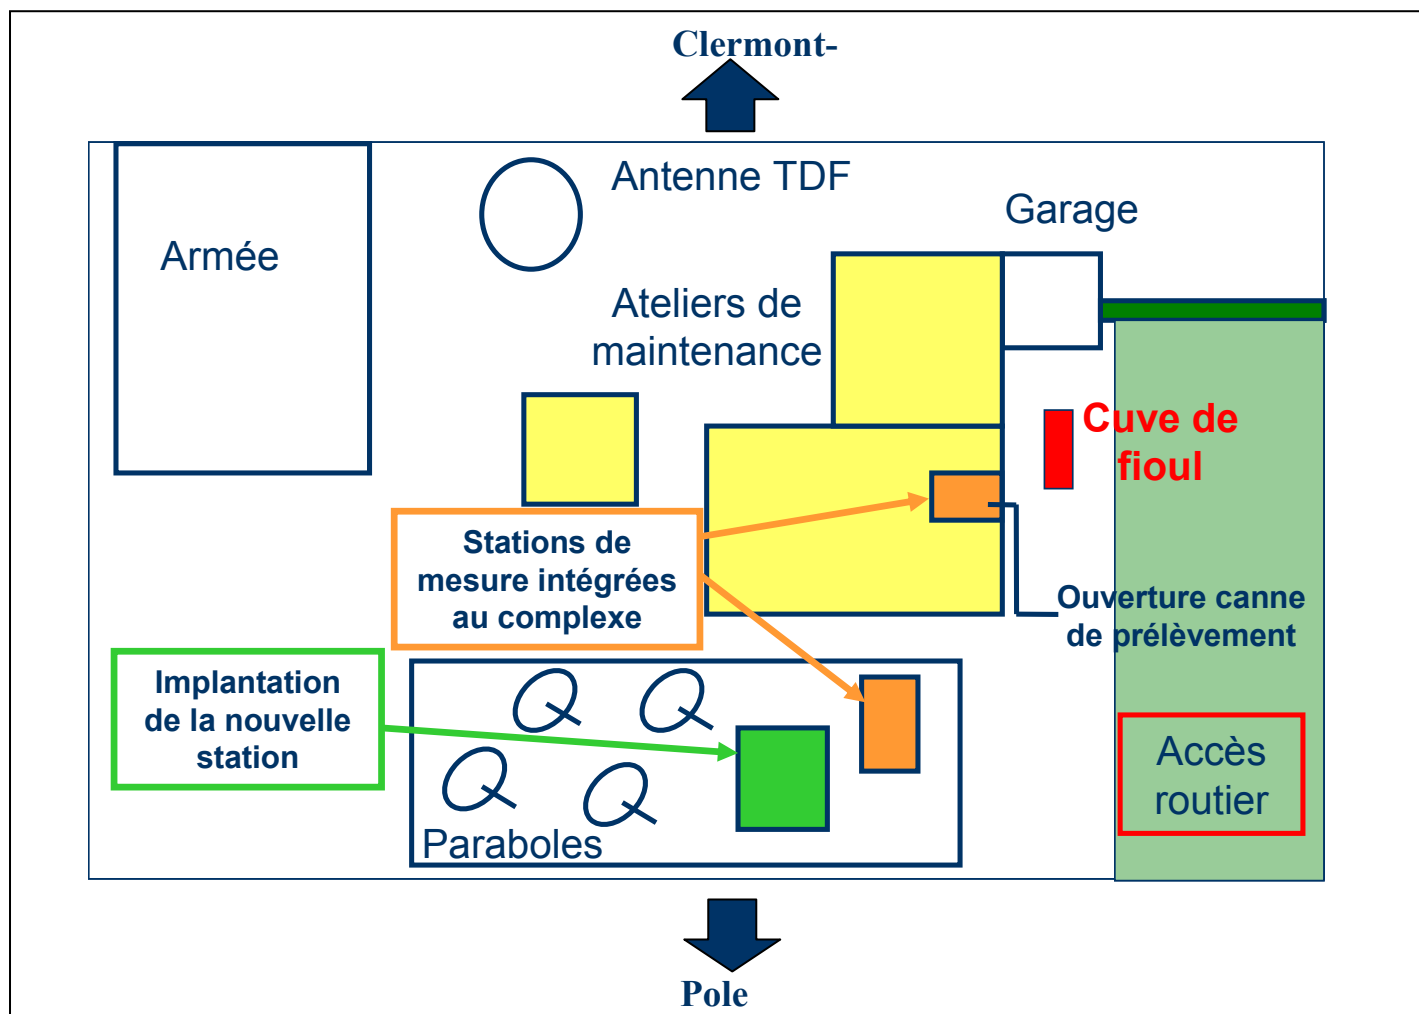 Clermont-
Antenne TDF
Garage
Armée
Ateliers de
maintenance
Cuve de
fioul
Stations de
mesure intégrées
au complexe
Ouverture canne
de prélèvement
Implantation
de la nouvelle
station
Accès
routier
Paraboles
Pole